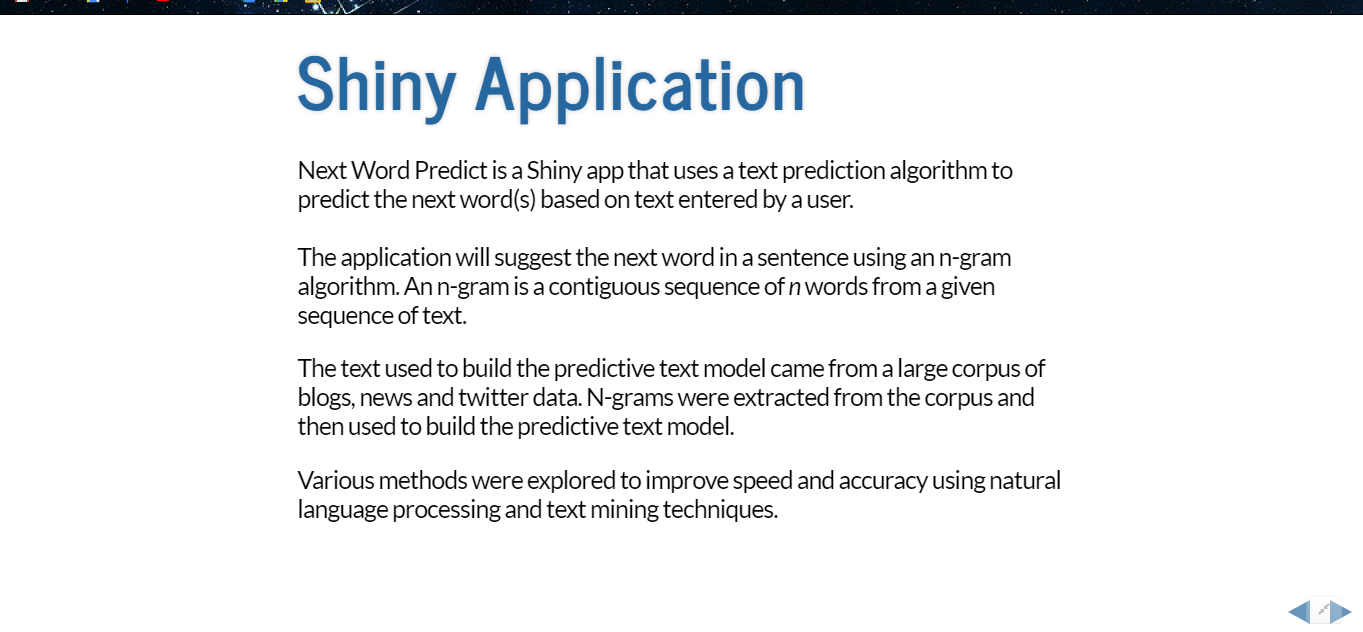 Shiny Application
Next Word Predict is a Shiny app that uses a text prediction algorithm to
predict the next word(s) based on text entered by a user.
The application will suggest the next word in a sentence using an n-gram
algorithm. An n-gram is a contiguous sequence of n words from a given
sequence of text.
The text used to build the predictive text model came from a large corpus of
blogs, news and twitter data. N-grams were extracted from the corpus and
then used to build the predictive text model.
Various methods were explored to improve speed and accuracy using natural
language processing and text mining techniques.